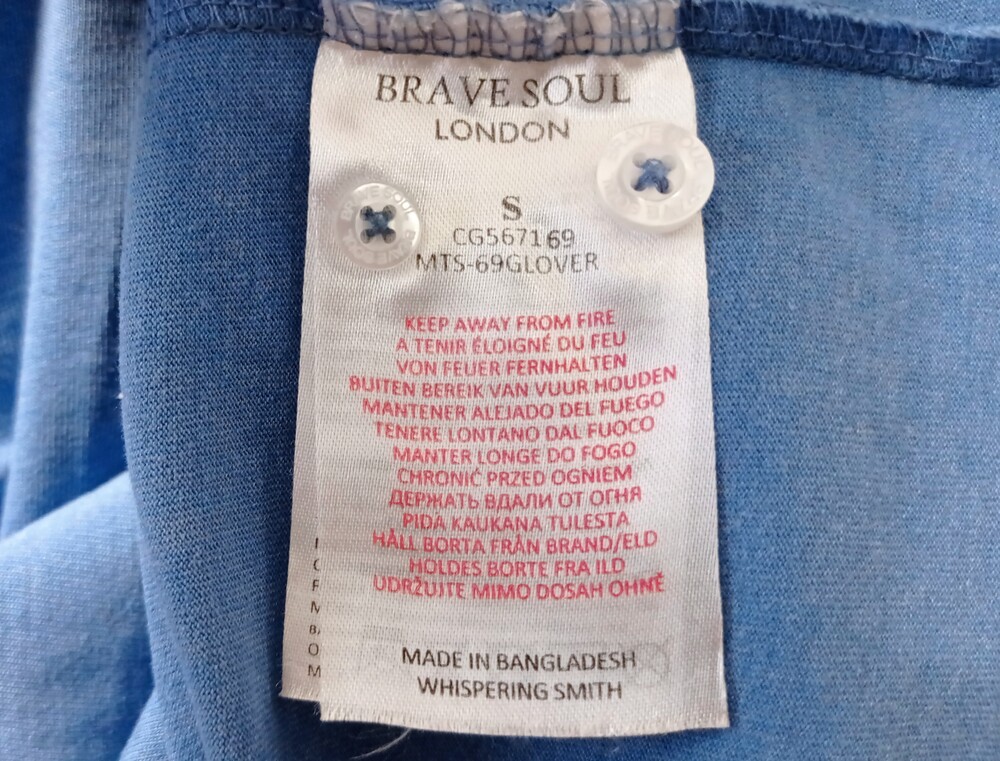 BRAVE SOUL
LONDON
S
CG567169
MTS-69GLOVER
KEEP AWAY FROM FIRE
A TENIR ÉLOIGNÉ DU FEU
VON FEUER FERNHALTEN
BUITEN BEREIK VAN VUUR HOUDEN
MANTENER ALEJADO DEL FUEGO
TENERE LONTANO DAL FUOCO
MANTER LONGE DO FOGO
CHRONIĆ PRZED OGNIEM
ДЕРЖАТЬ ВДАЛИ ОТ ОГНЯ
PIDA KAUKANA TULESTA
HÅLL BORTA FRÅN BRAND/ELD
HOLDES BORTE FRA ILD
UDRŽUJTE MIMO DOSAH OHNĚ
MADE IN BANGLADESH
WHISPERING SMITH